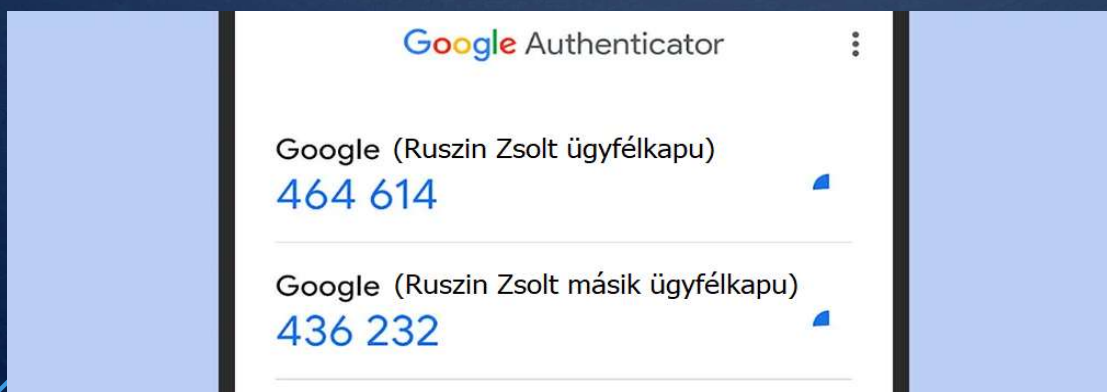 Google Authenticator
Google (Ruszin Zsolt ügyfélkapu)
464 614
Google (Ruszin Zsolt másik ügyfélkapu)
436 232